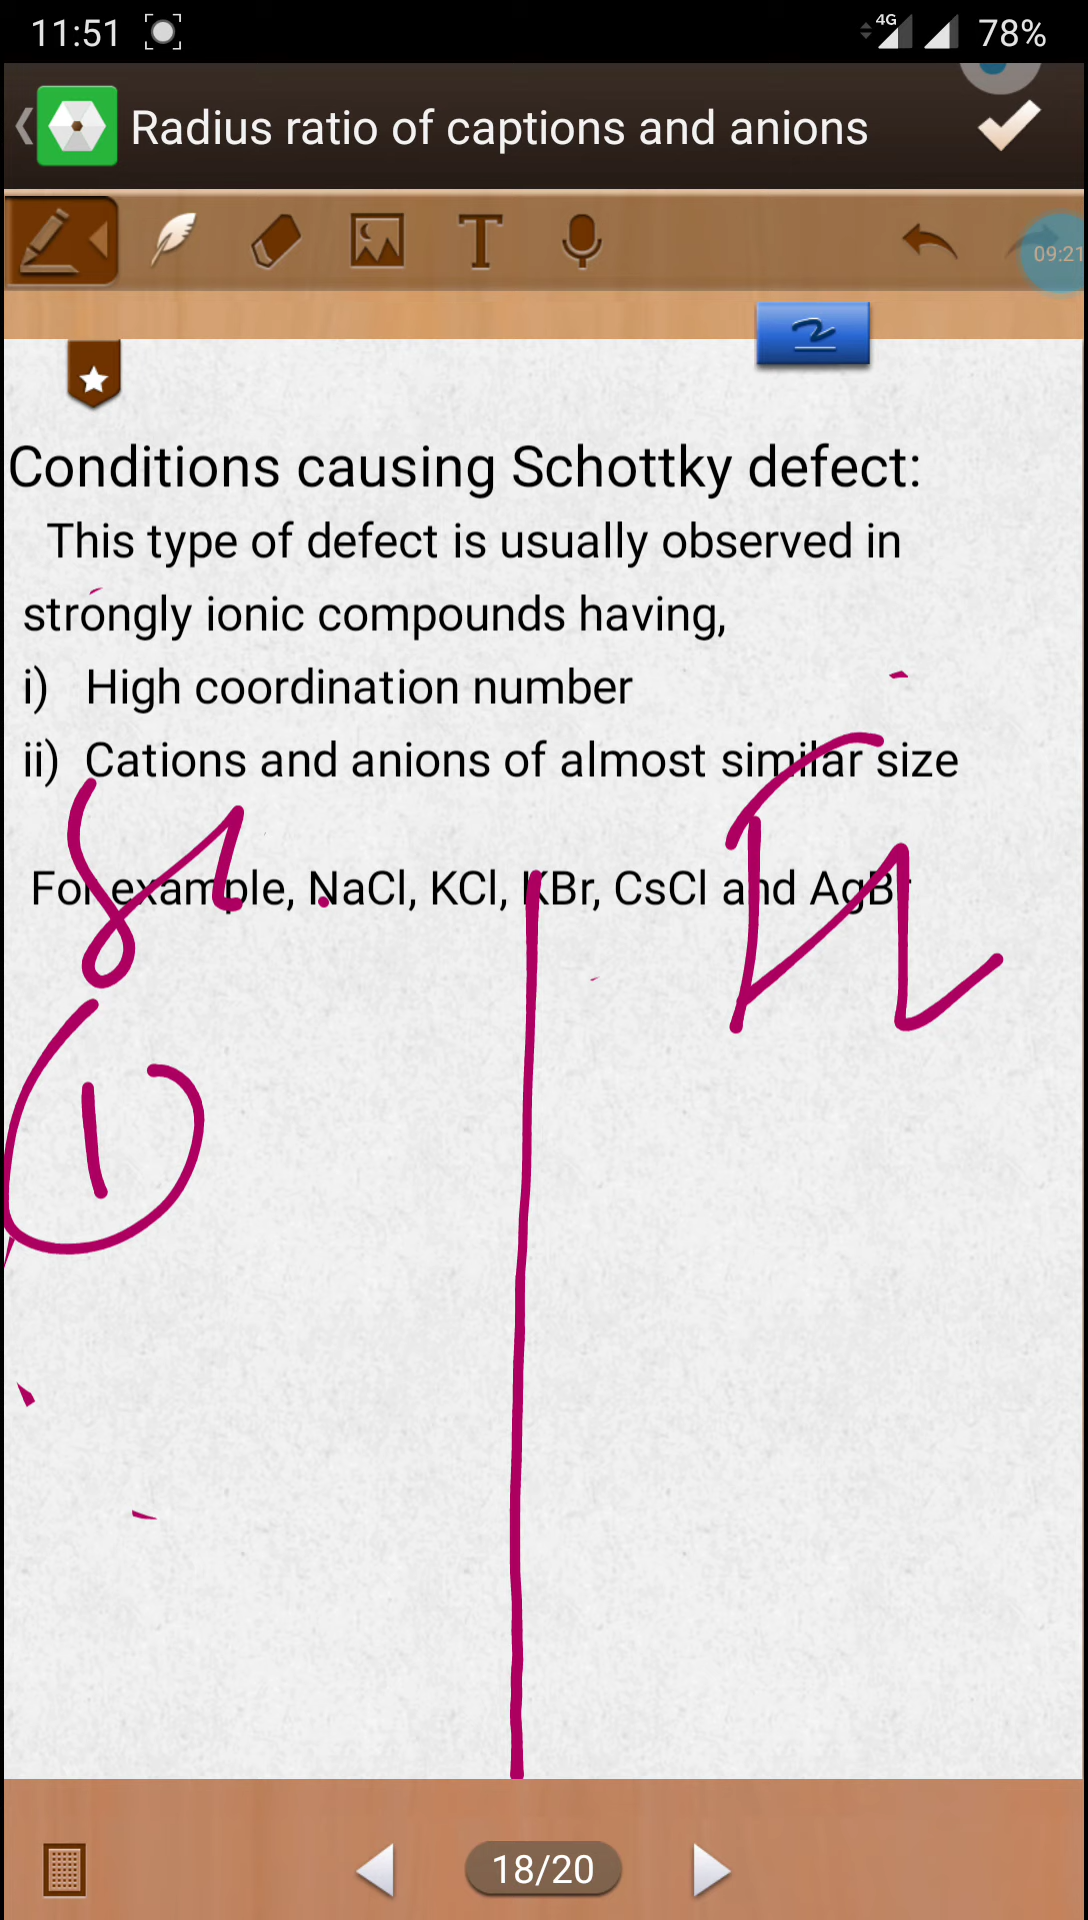 11:51 4G 78%
Radius ratio of captions and anions
T
09:21
Conditions causing Schottky defect:
This type of defect is usually observed in
strongly ionic compounds having,
i) High coordination number
ii) Cations and anions of almost similar size
For example, NaCl, KCl, KBr, CsCl and AgBr
1
18/20